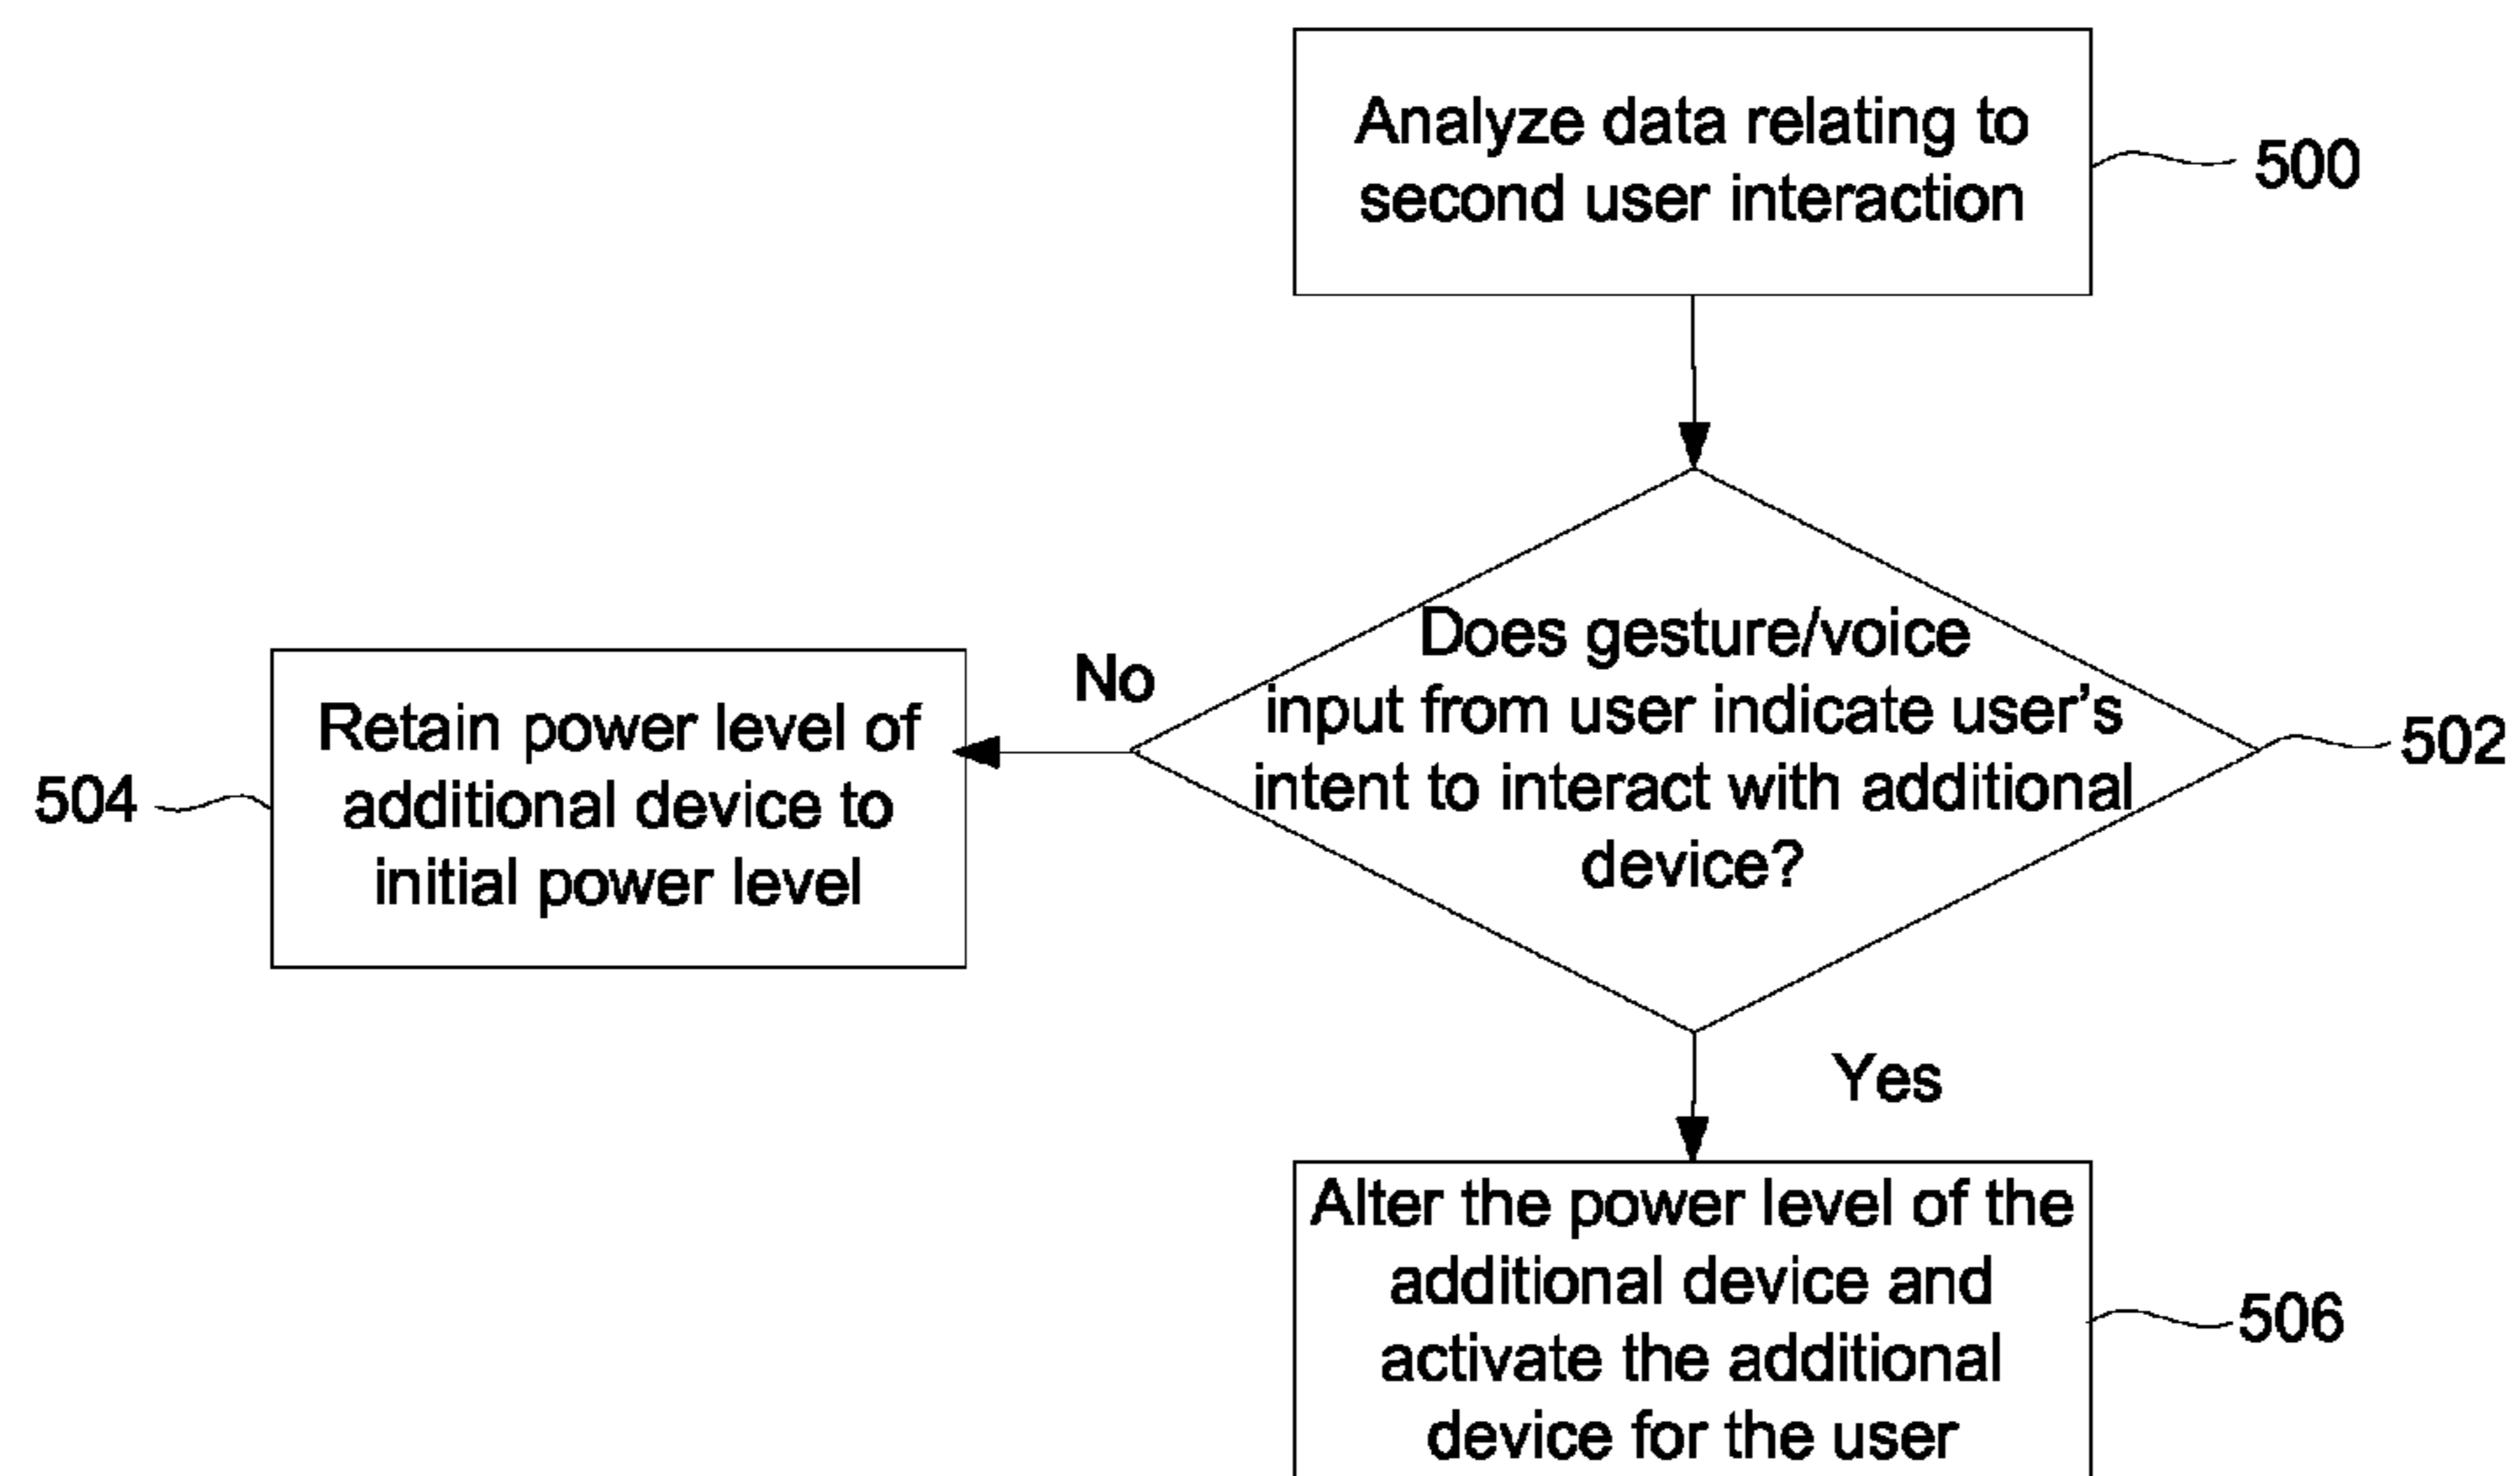 Analyze data relating to
second user interaction
500
Does gesture/voice
input from user indicate user's
intent to interact with additional
device?
502
No
Retain power level of
additional device to
initial power level
504
Yes
Alter the power level of the
additional device and
activate the additional
device for the user
506